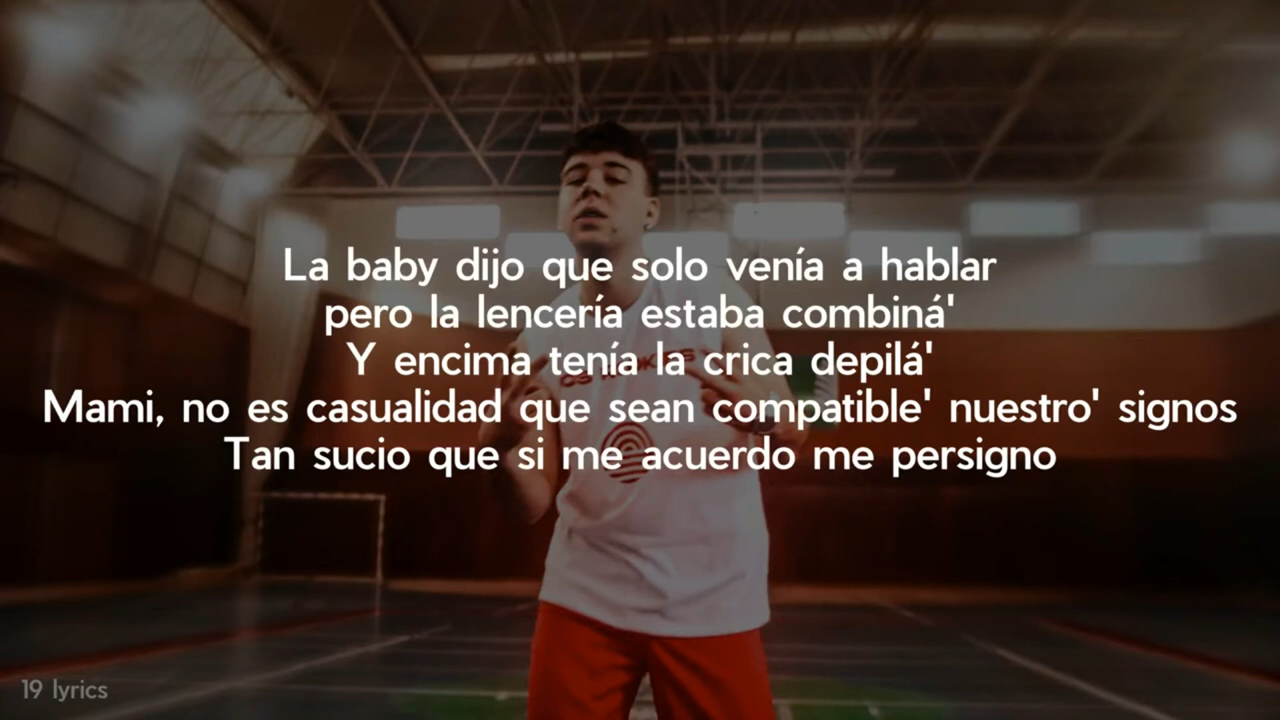 La baby dijo que solo venía a hablar
pero la lencería estaba combiná'
Y encima tenía la crica depilá'
Mami, no es casualidad que sean compatible' nuestro' signos
Tan sucio que si me acuerdo me persigno
19 lyrics